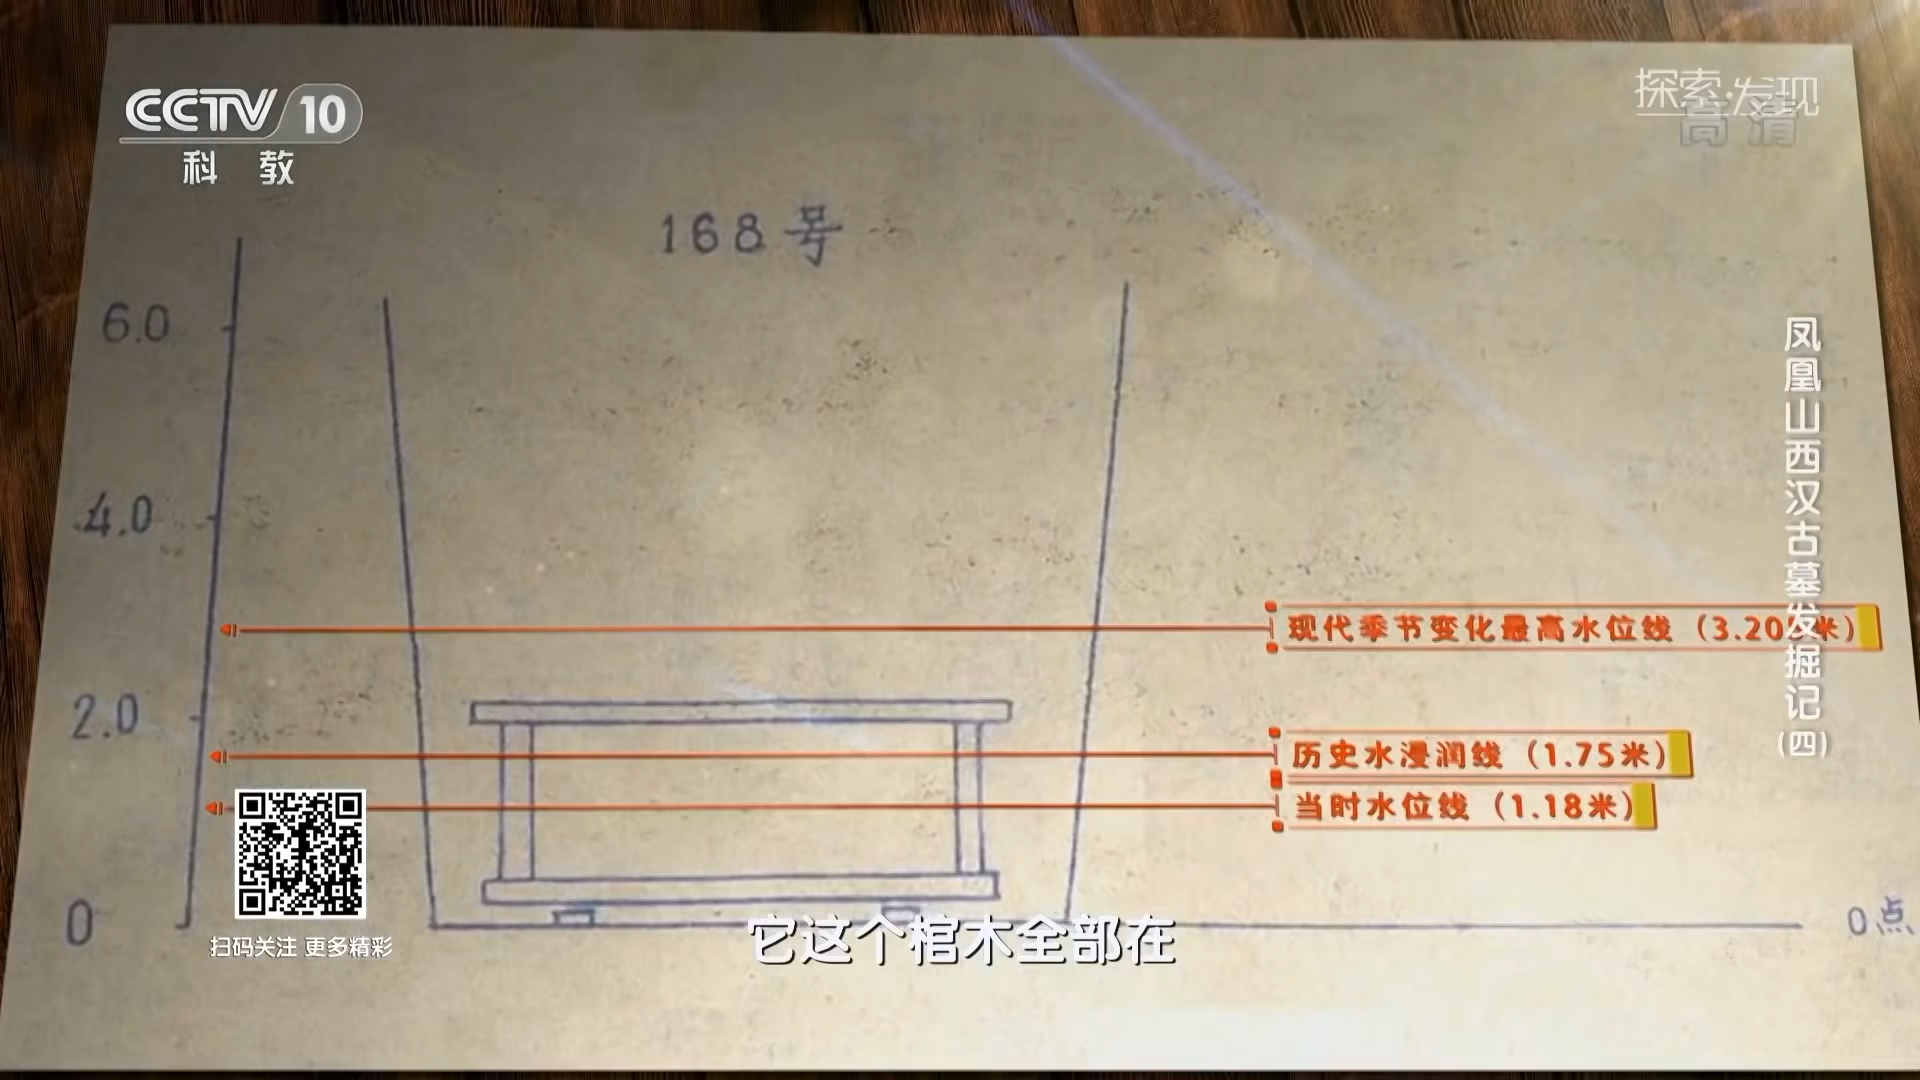 CCTV 10
科 教
探索·发现
高清
168号
6.0
4.0
2.0
0
现代季节变化最高水位线
历史水浸润线（1.75米）
当时水位线（1.18米）
0点
凤凰山西汉古墓发掘记(四)
扫码关注 更多精彩
它这个棺木全部在